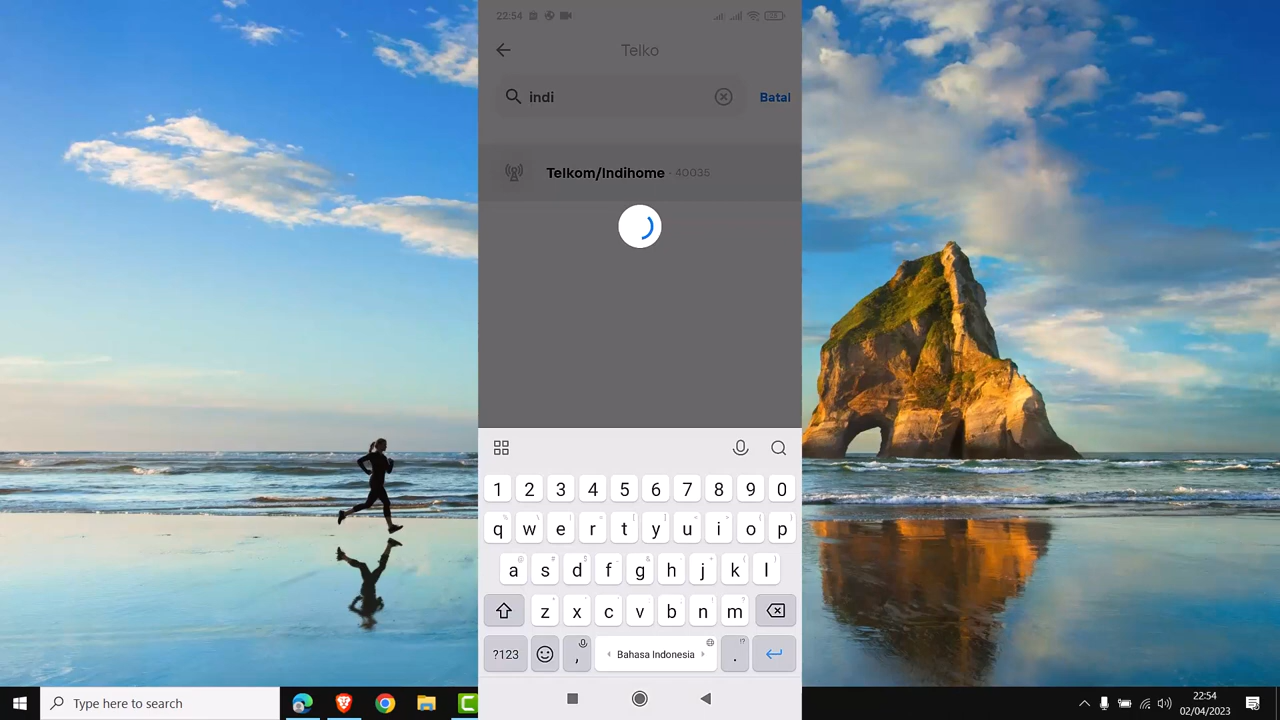 22:54
Telko
indi
Batal
Telkom/Indihome · 40035
1 2 3 4 5 6 7 8 9 0
q w e r t y u i o p
a s d f g h j k l
z x c v b n m
?123 , Bahasa Indonesia .
Type here to search
22:54
02/04/2023